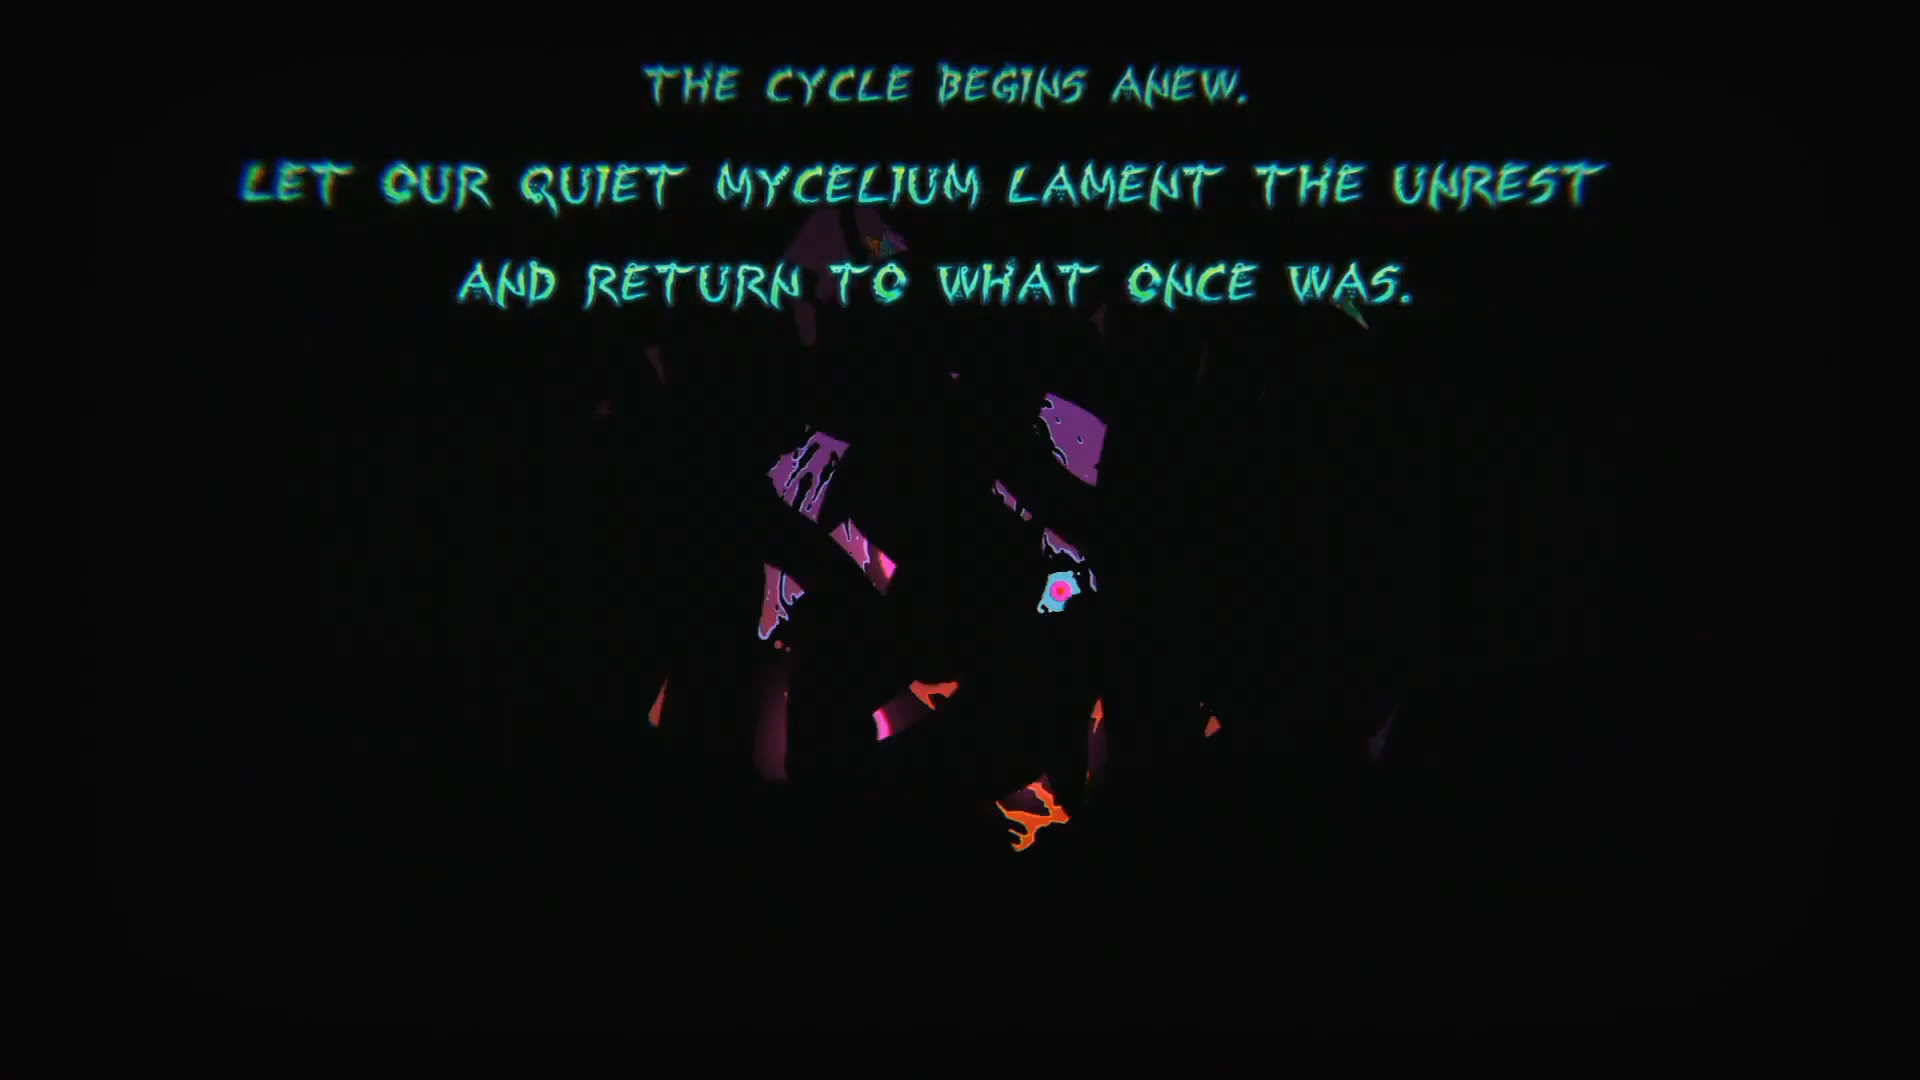 THE CYCLE BEGINS ANEW.
LET OUR QUIET MYCELIUM LAMENT THE UNREST
AND RETURN TO WHAT ONCE WAS.